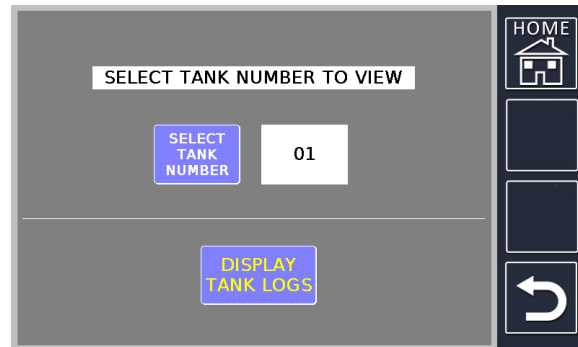 HOME
SELECT TANK NUMBER TO VIEW
SELECT
TANK
NUMBER
01
DISPLAY
TANK LOGS